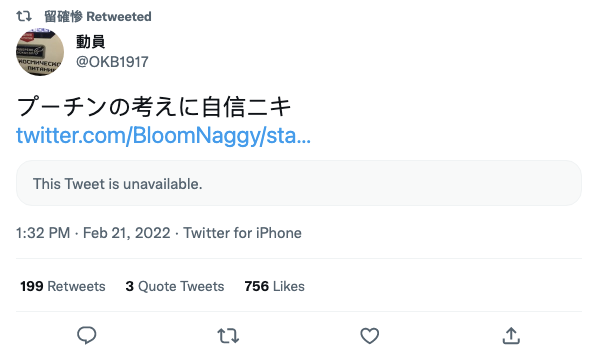 留確惨 Retweeted
動員
@OKB1917
КОСМИЧЕСКОЕ
ПИТАНИЕ
プーチンの考えに自信ニキ
twitter.com/BloomNaggy/sta...
This Tweet is unavailable.
1:32 PM · Feb 21, 2022 · Twitter for iPhone
199 Retweets 3 Quote Tweets 756 Likes